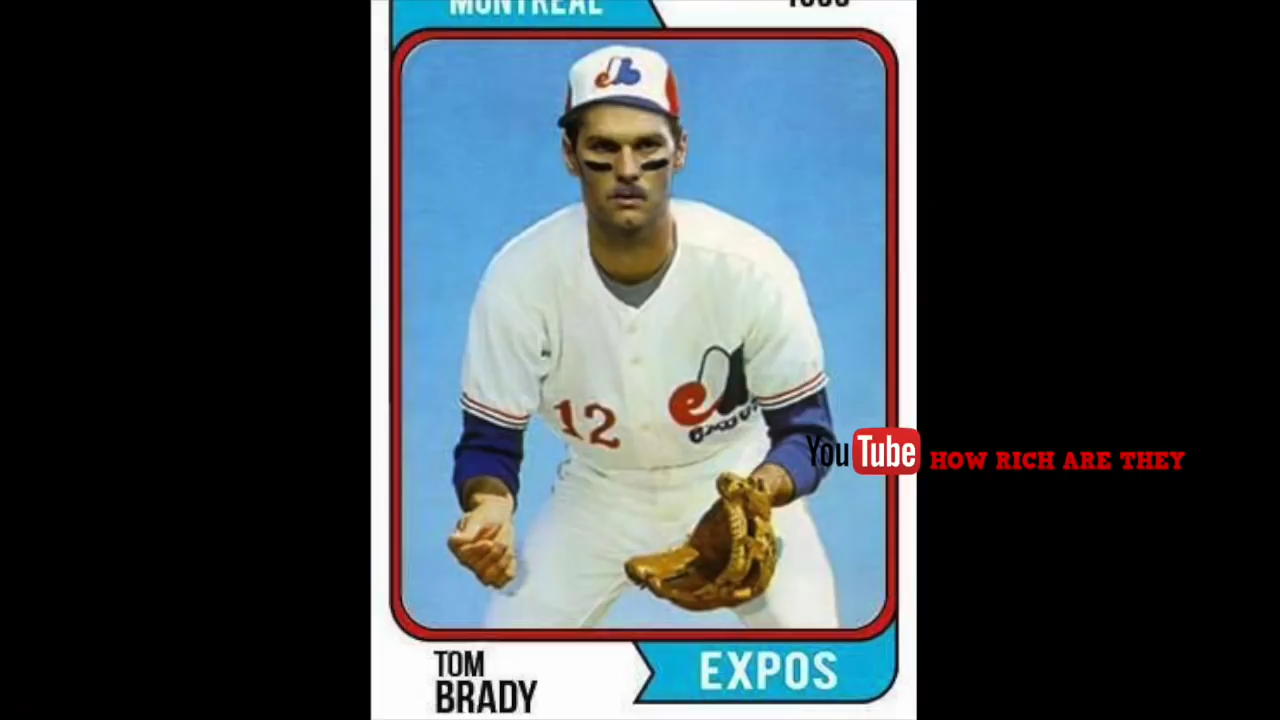 MONTREAL
12
YouTube HOW RICH ARE THEY
TOM
BRADY
EXPOS